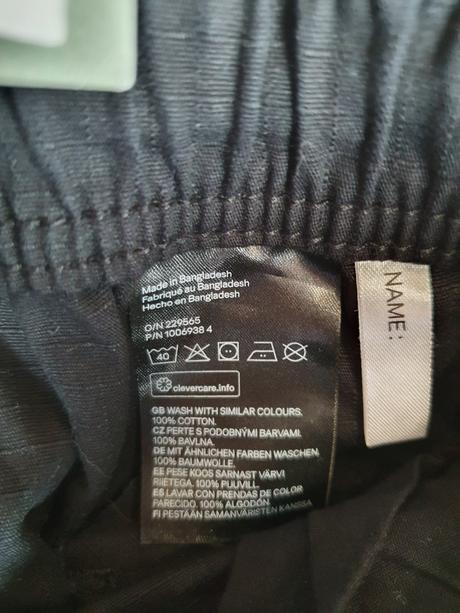 Made in Bangladesh
Fabriqué au Bangladesh
Hecho en Bangladesh
O/N 229565
P/N 1006938 4
40
clevercare.info
GB WASH WITH SIMILAR COLOURS.
100% COTTON.
CZ PERTE S PODOBNÝMI BARVAMI.
100% BAVLNA.
DE MIT ÄHNLICHEN FARBEN WASCHEN.
100% BAUMWOLLE.
EE PESE KOOS SARNAST VÄRVI
RIIETEGA. 100% PUUVILL.
ES LAVAR CON PRENDAS DE COLOR
PARECIDO. 100% ALGODÓN.
FI PESTÄÄN SAMANVÄRISTEN KANSSA
NAME: